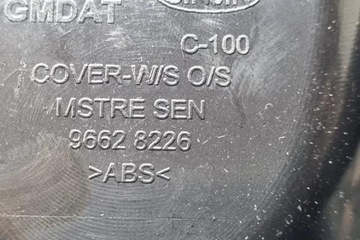 GMDAT
C-100
COVER-W/S O/S
MSTRE SEN
9662 8226
>ABS<